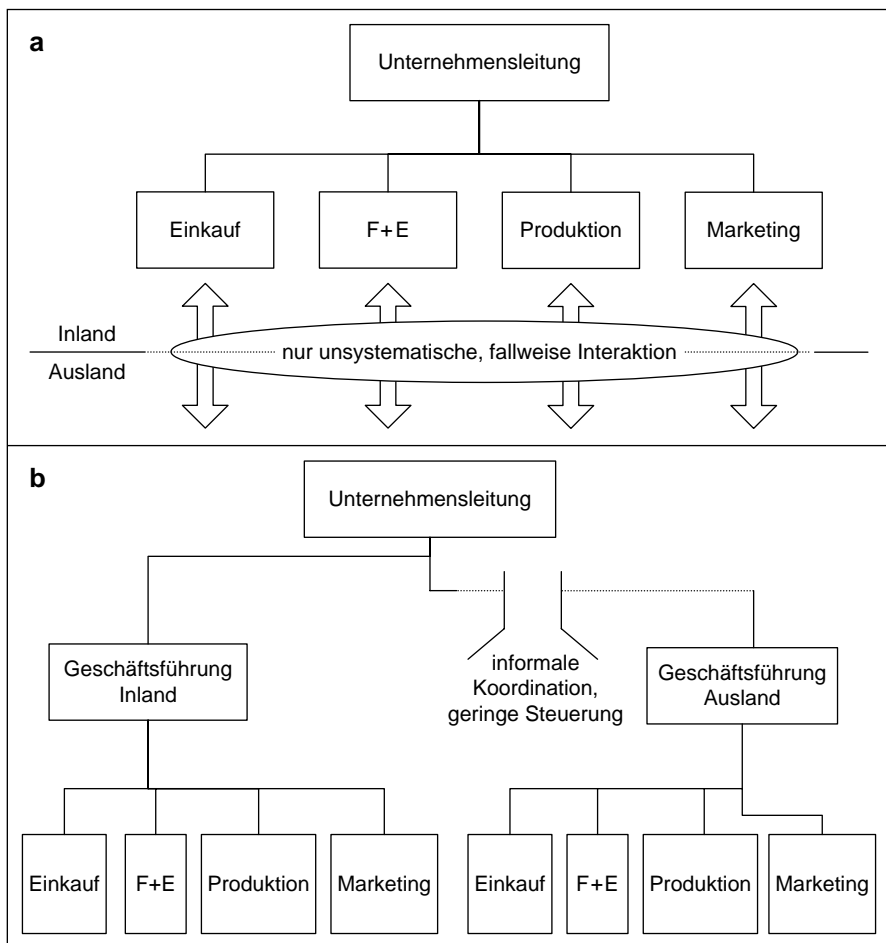 a
Unternehmensleitung
Einkauf
F+E
Produktion
Marketing
Inland
Ausland
nur unsystematische, fallweise Interaktion
b
Unternehmensleitung
Geschäftsführung
Inland
informale
Koordination,
geringe Steuerung
Geschäftsführung
Ausland
Einkauf
F+E
Produktion
Marketing
Einkauf
F+E
Produktion
Marketing